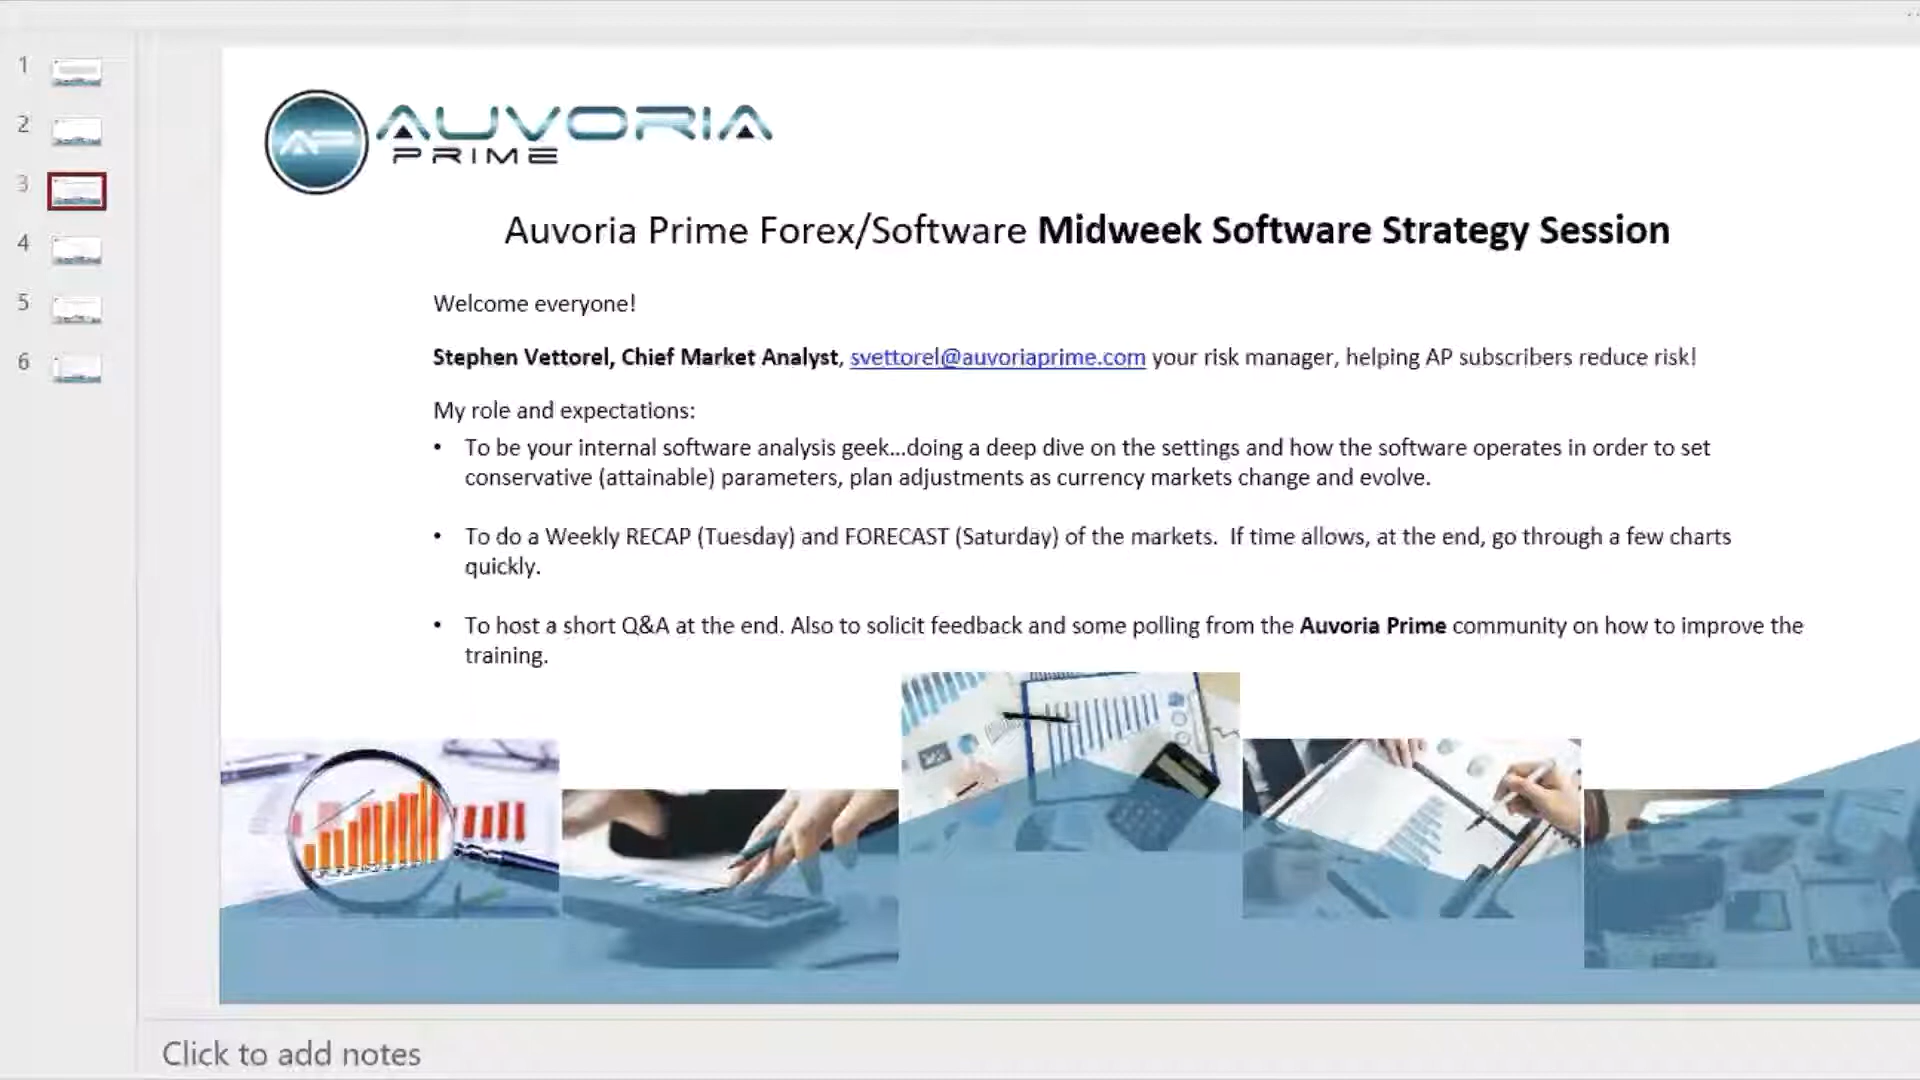 1
2
3
4
5
6
AP AUVORIA
PRIME
Auvoria Prime Forex/Software Midweek Software Strategy Session
Welcome everyone!
Stephen Vettorel, Chief Market Analyst, svettorel@auvoriaprime.com your risk manager, helping AP subscribers reduce risk!
My role and expectations:
• To be your internal software analysis geek...doing a deep dive on the settings and how the software operates in order to set
conservative (attainable) parameters, plan adjustments as currency markets change and evolve.
• To do a Weekly RECAP (Tuesday) and FORECAST (Saturday) of the markets. If time allows, at the end, go through a few charts
quickly.
• To host a short Q&A at the end. Also to solicit feedback and some polling from the Auvoria Prime community on how to improve the
training.
Click to add notes